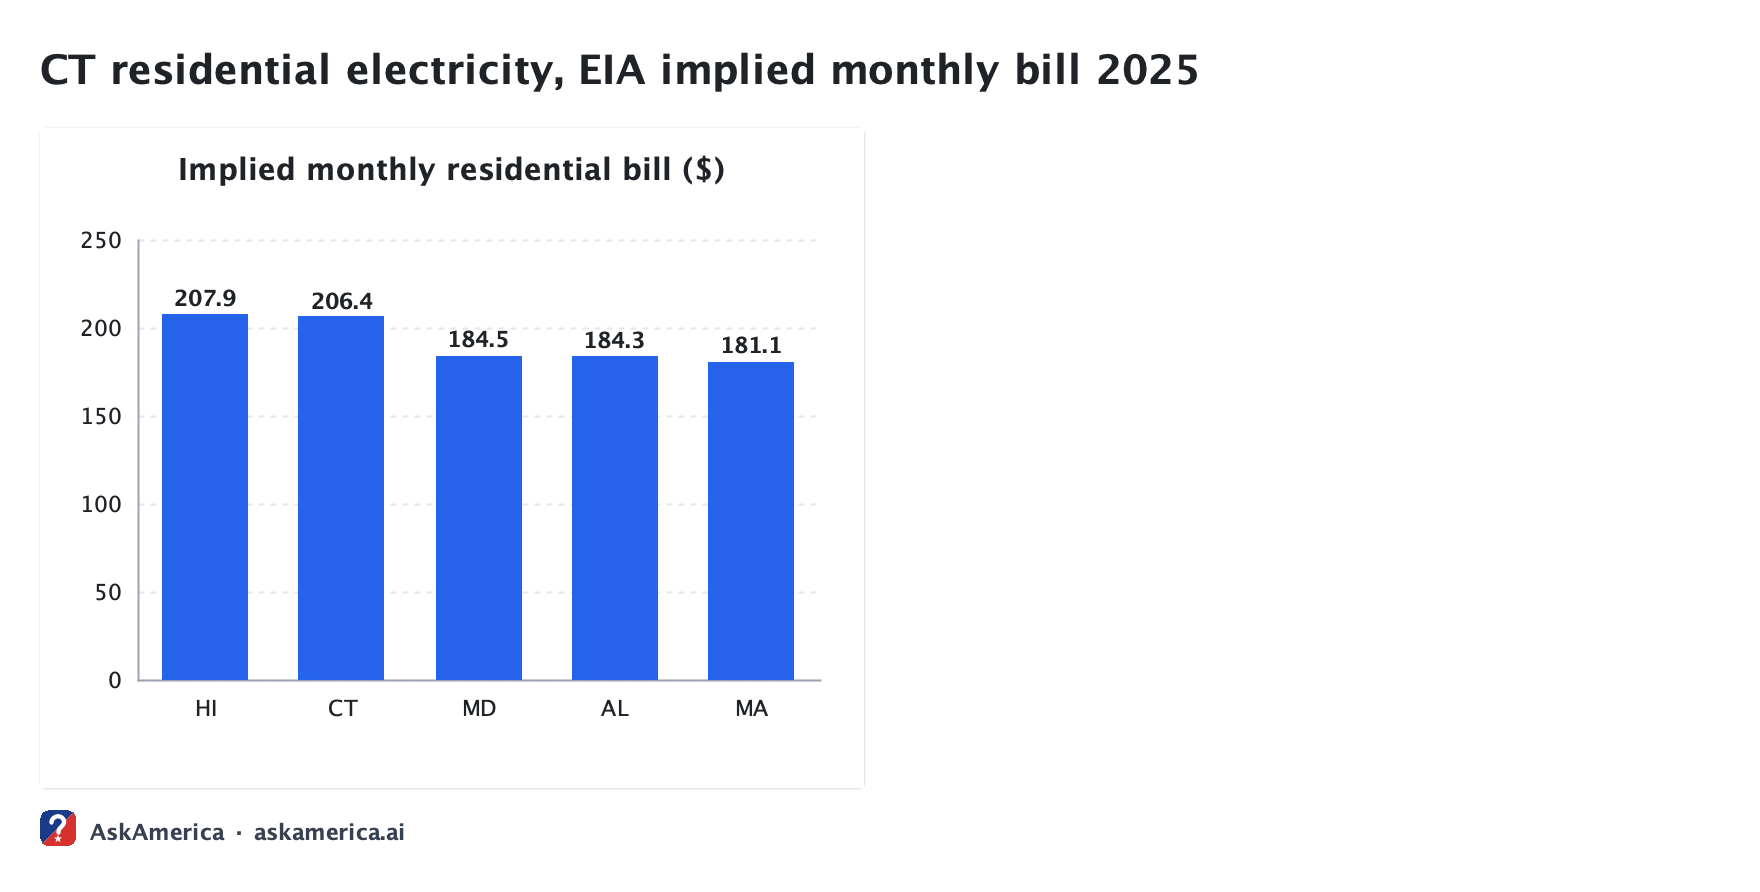 CT residential electricity, EIA implied monthly bill 2025
Implied monthly residential bill ($)
250
200
150
100
50
0
207.9
206.4
184.5
184.3
181.1
HI
CT
MD
AL
MA
AskAmerica · askamerica.ai